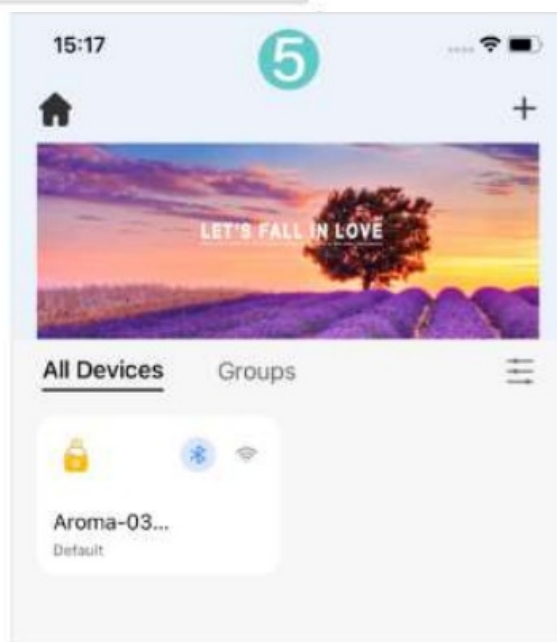 15:17
5
LET'S FALL IN LOVE
All Devices Groups
Aroma-03...
Default